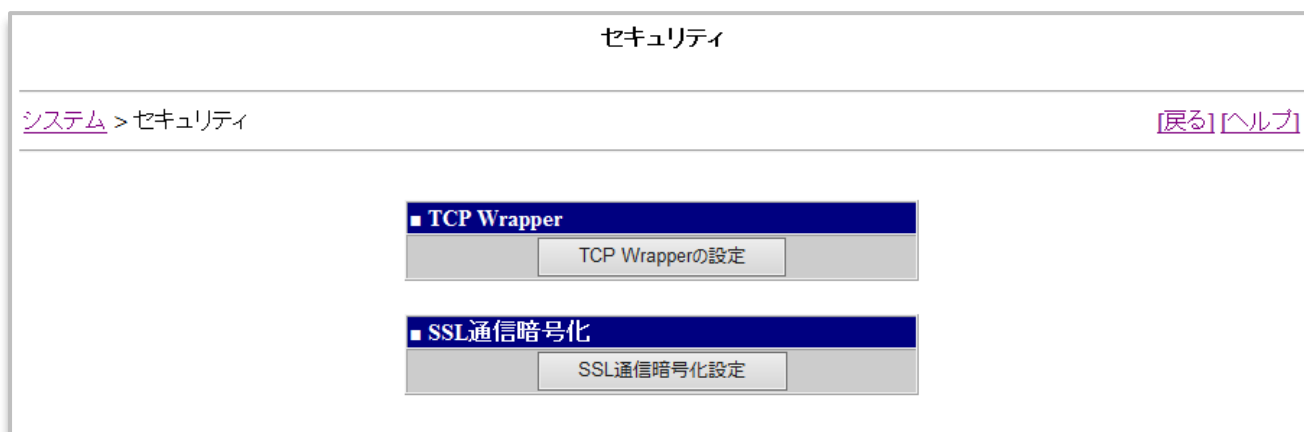 セキュリティ
システム > セキュリティ [戻る] [ヘルプ]
■ TCP Wrapper
TCP Wrapperの設定
■ SSL通信暗号化
SSL通信暗号化設定